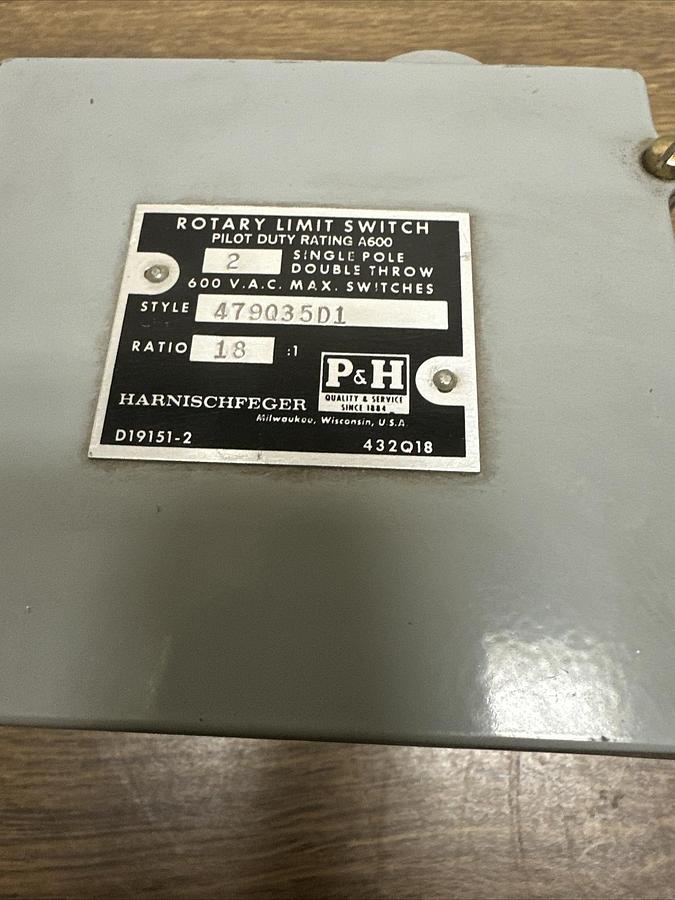 ROTARY LIMIT SWITCH
PILOT DUTY RATING A600
2 SINGLE POLE
DOUBLE THROW
600 V.A.C. MAX. SWITCHES
STYLE 479Q35D1
RATIO 18 :1
P&H
QUALITY & SERVICE
SINCE 1884
HARNISCHFEGER
Milwaukee, Wisconsin, U.S.A.
D19151-2 432Q18